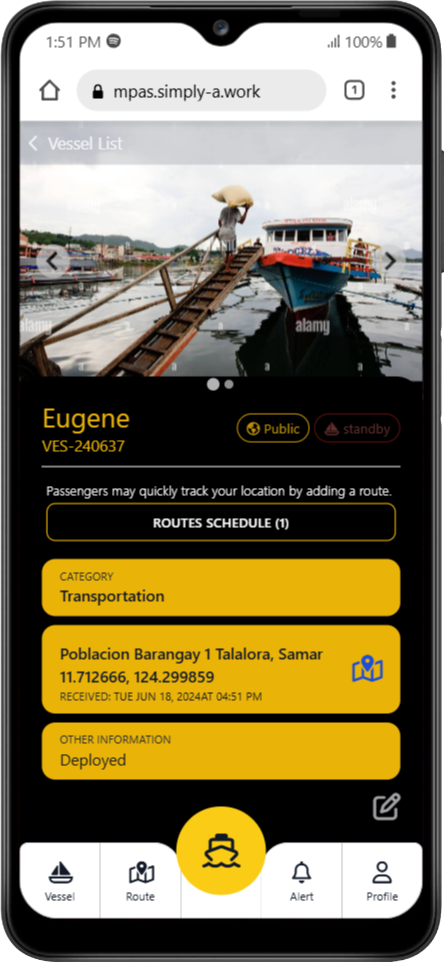 1:51 PM
100%
mpas.simply-a.work
1
Vessel List
alamy
alamy
alamy
a
a
a
Eugene
Public
standby
VES-240637
Passengers may quickly track your location by adding a route.
ROUTES SCHEDULE (1)
CATEGORY
Transportation
Poblacion Barangay 1 Talalora, Samar
11.712666, 124.299859
RECEIVED: TUE JUN 18, 2024AT 04:51 PM
OTHER INFORMATION
Deployed
Vessel
Route
Alert
Profile